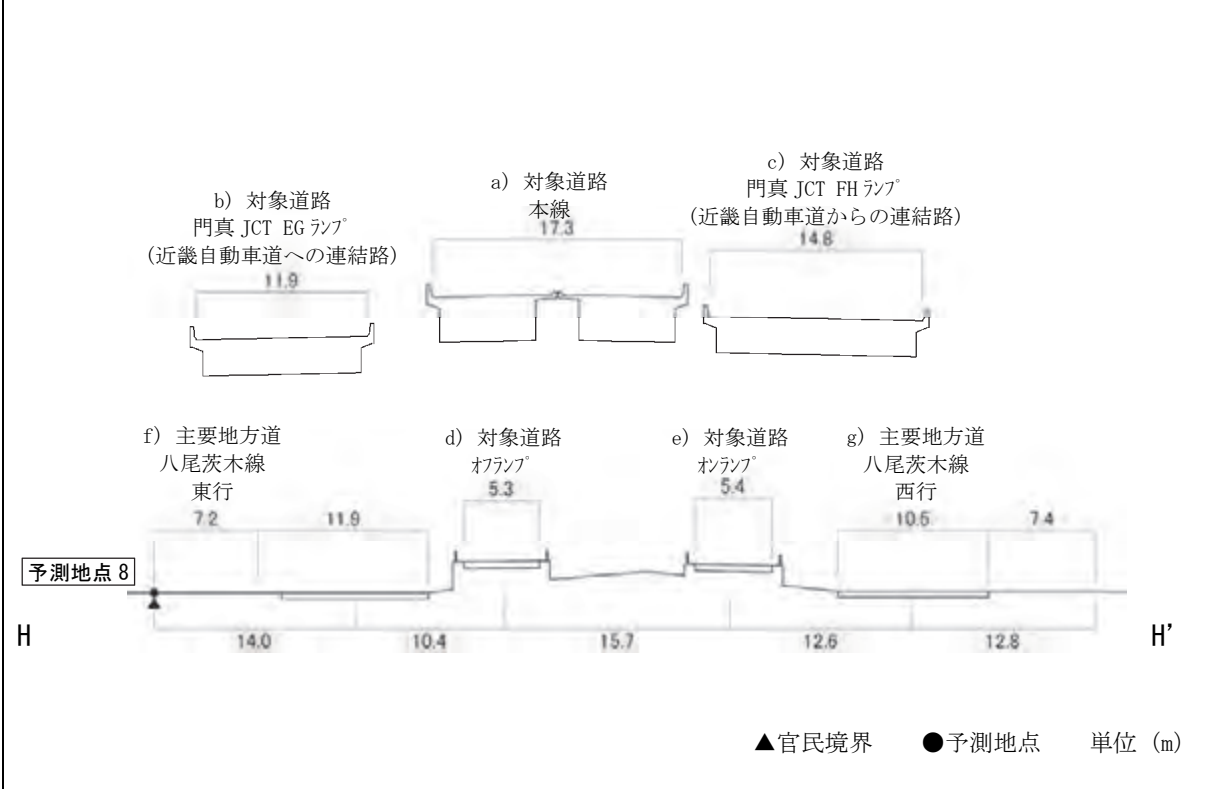 b) 対象道路
門真 JCT EG ﾗﾝﾌﾟ
(近畿自動車道への連結路)
11.9
a) 対象道路
本線
17.3
c) 対象道路
門真 JCT FH ﾗﾝﾌﾟ
(近畿自動車道からの連結路)
14.8
f) 主要地方道
八尾茨木線
東行
7.2 11.9
d) 対象道路
ｵﾌﾗﾝﾌﾟ
5.3
e) 対象道路
ｵﾝﾗﾝﾌﾟ
5.4
g) 主要地方道
八尾茨木線
西行
10.5 7.4
予測地点 8
H 14.0 10.4 15.7 12.6 12.8 H’
▲官民境界 ●予測地点 単位 (m)